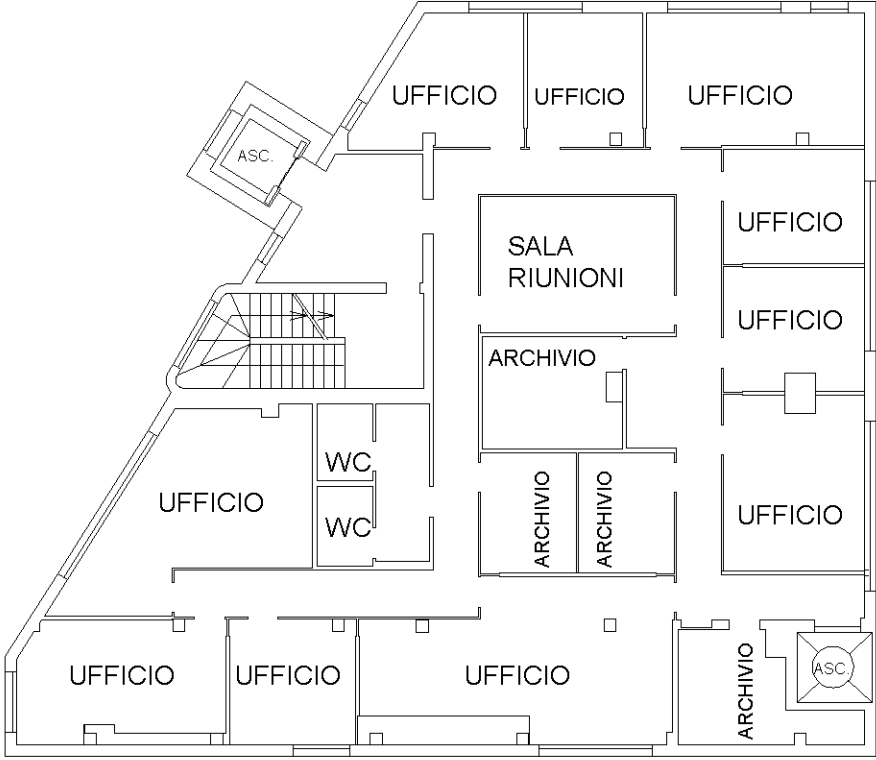 UFFICIO
UFFICIO
UFFICIO
ASC.
UFFICIO
SALA
RIUNIONI
UFFICIO
ARCHIVIO
WC
UFFICIO
WC
ARCHIVIO
ARCHIVIO
UFFICIO
UFFICIO
UFFICIO
UFFICIO
ARCHIVIO
ASC.